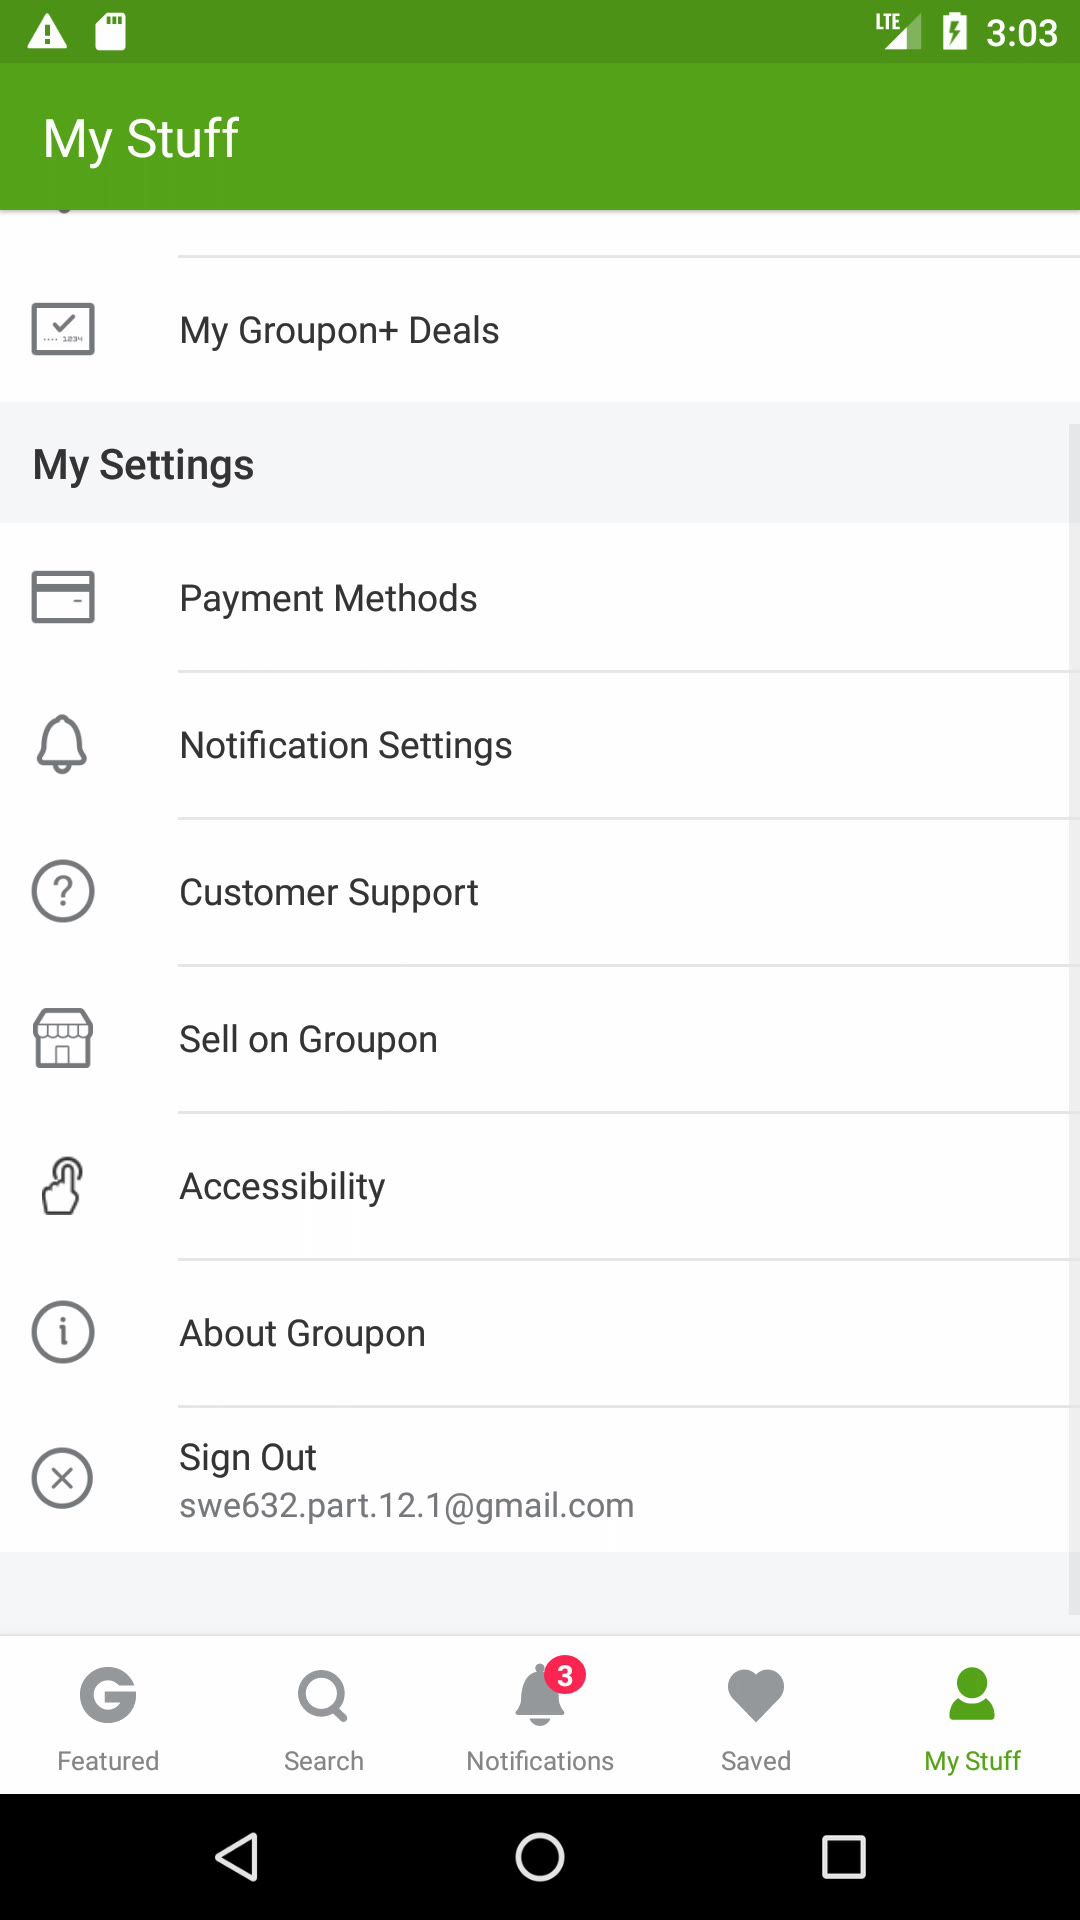 LTE 3:03
My Stuff
1234
My Groupon+ Deals
My Settings
Payment Methods
Notification Settings
? Customer Support
Sell on Groupon
Accessibility
i About Groupon
Sign Out
swe632.part.12.1@gmail.com
G 3
Featured Search Notifications Saved My Stuff